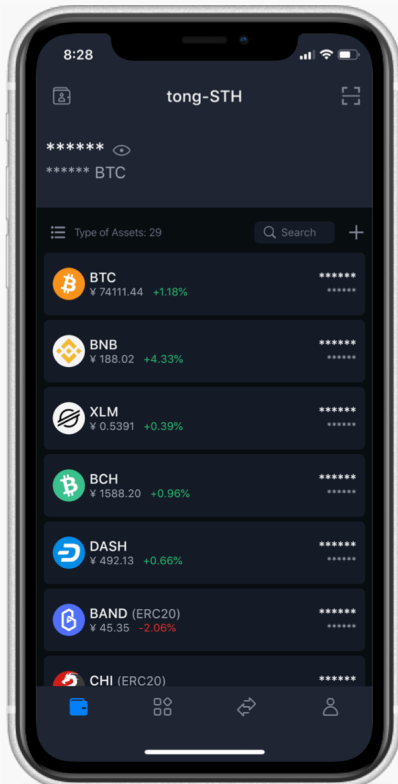 8:28
tong-STH
******
****** BTC
Type of Assets: 29
Search
BTC
******
¥ 74111.44 +1.18%
******
BNB
******
¥ 188.02 +4.33%
******
XLM
******
¥ 0.5391 +0.39%
******
BCH
******
¥ 1588.20 +0.96%
******
DASH
******
¥ 492.13 +0.66%
******
BAND (ERC20)
******
¥ 45.35 -2.06%
******
CHI (ERC20)
******